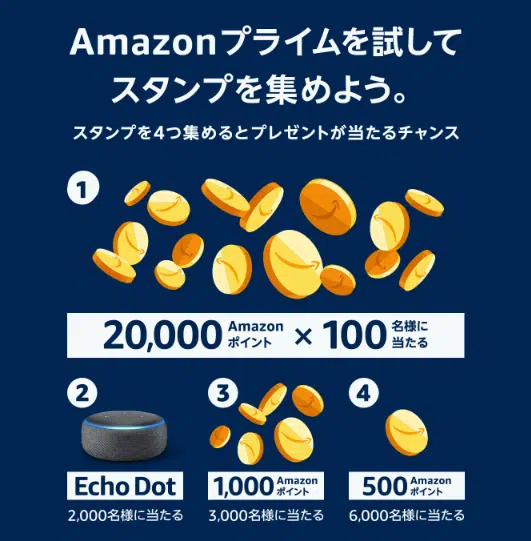 Amazonプライムを試して
スタンプを集めよう。
スタンプを4つ集めるとプレゼントが当たるチャンス
1
20,000 Amazon ポイント × 100 名様に 当たる
2
3
4
Echo Dot
1,000 Amazon ポイント
500 Amazon ポイント
2,000名様に当たる
3,000名様に当たる
6,000名様に当たる